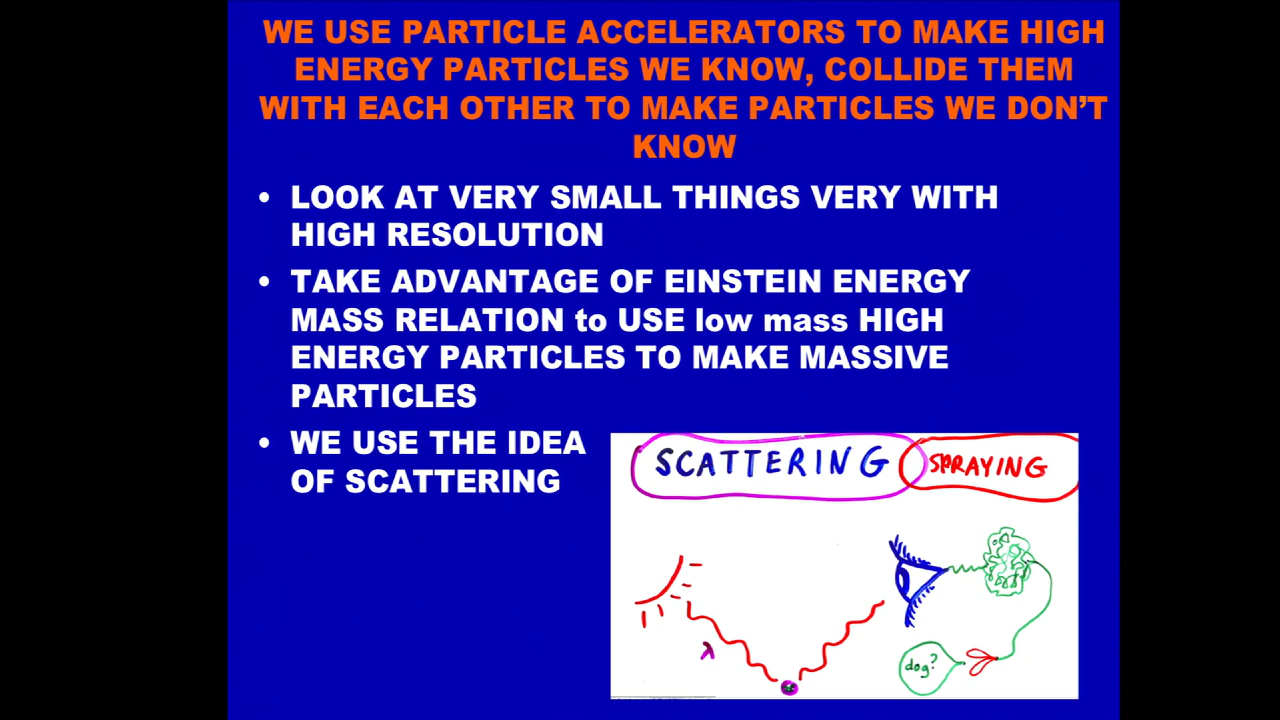 WE USE PARTICLE ACCELERATORS TO MAKE HIGH
ENERGY PARTICLES WE KNOW, COLLIDE THEM
WITH EACH OTHER TO MAKE PARTICLES WE DON'T
KNOW
• LOOK AT VERY SMALL THINGS VERY WITH
HIGH RESOLUTION
• TAKE ADVANTAGE OF EINSTEIN ENERGY
MASS RELATION to USE low mass HIGH
ENERGY PARTICLES TO MAKE MASSIVE
PARTICLES
• WE USE THE IDEA
OF SCATTERING
SCATTERING SPRAYING
λ
dog?